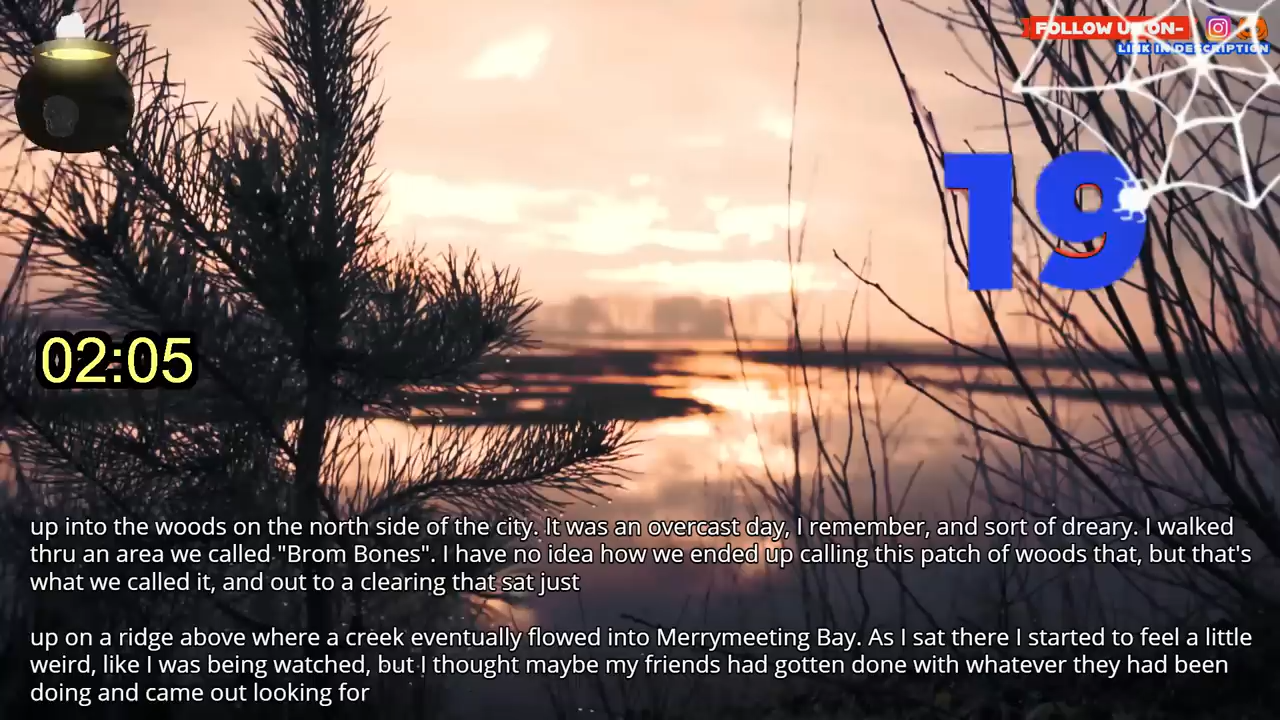 FOLLOW US ON-
LINK IN DESCRIPTION
19
02:05
up into the woods on the north side of the city. It was an overcast day, I remember, and sort of dreary. I walked
thru an area we called "Brom Bones". I have no idea how we ended up calling this patch of woods that, but that's
what we called it, and out to a clearing that sat just
up on a ridge above where a creek eventually flowed into Merrymeeting Bay. As I sat there I started to feel a little
weird, like I was being watched, but I thought maybe my friends had gotten done with whatever they had been
doing and came out looking for